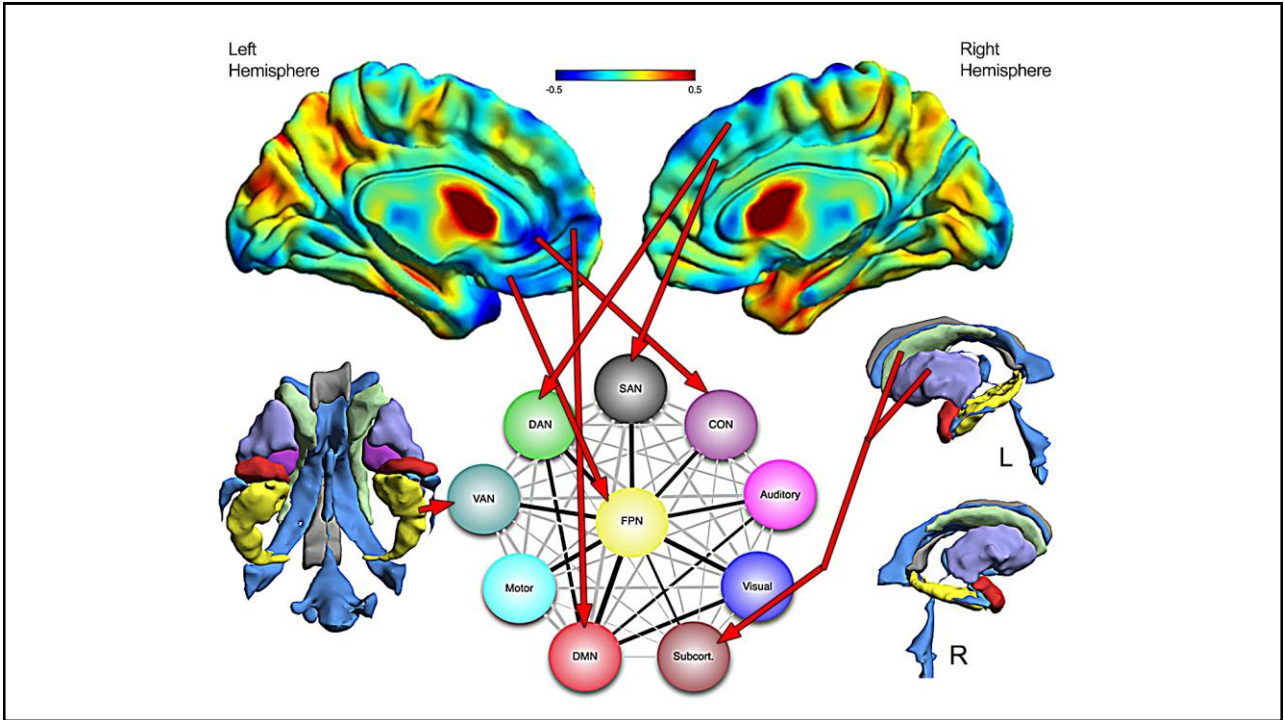 Left
Hemisphere
Right
Hemisphere
-0.5
0.5
SAN
DAN
CON
VAN
Auditory
FPN
Motor
Visual
DMN
Subcort.
L
R